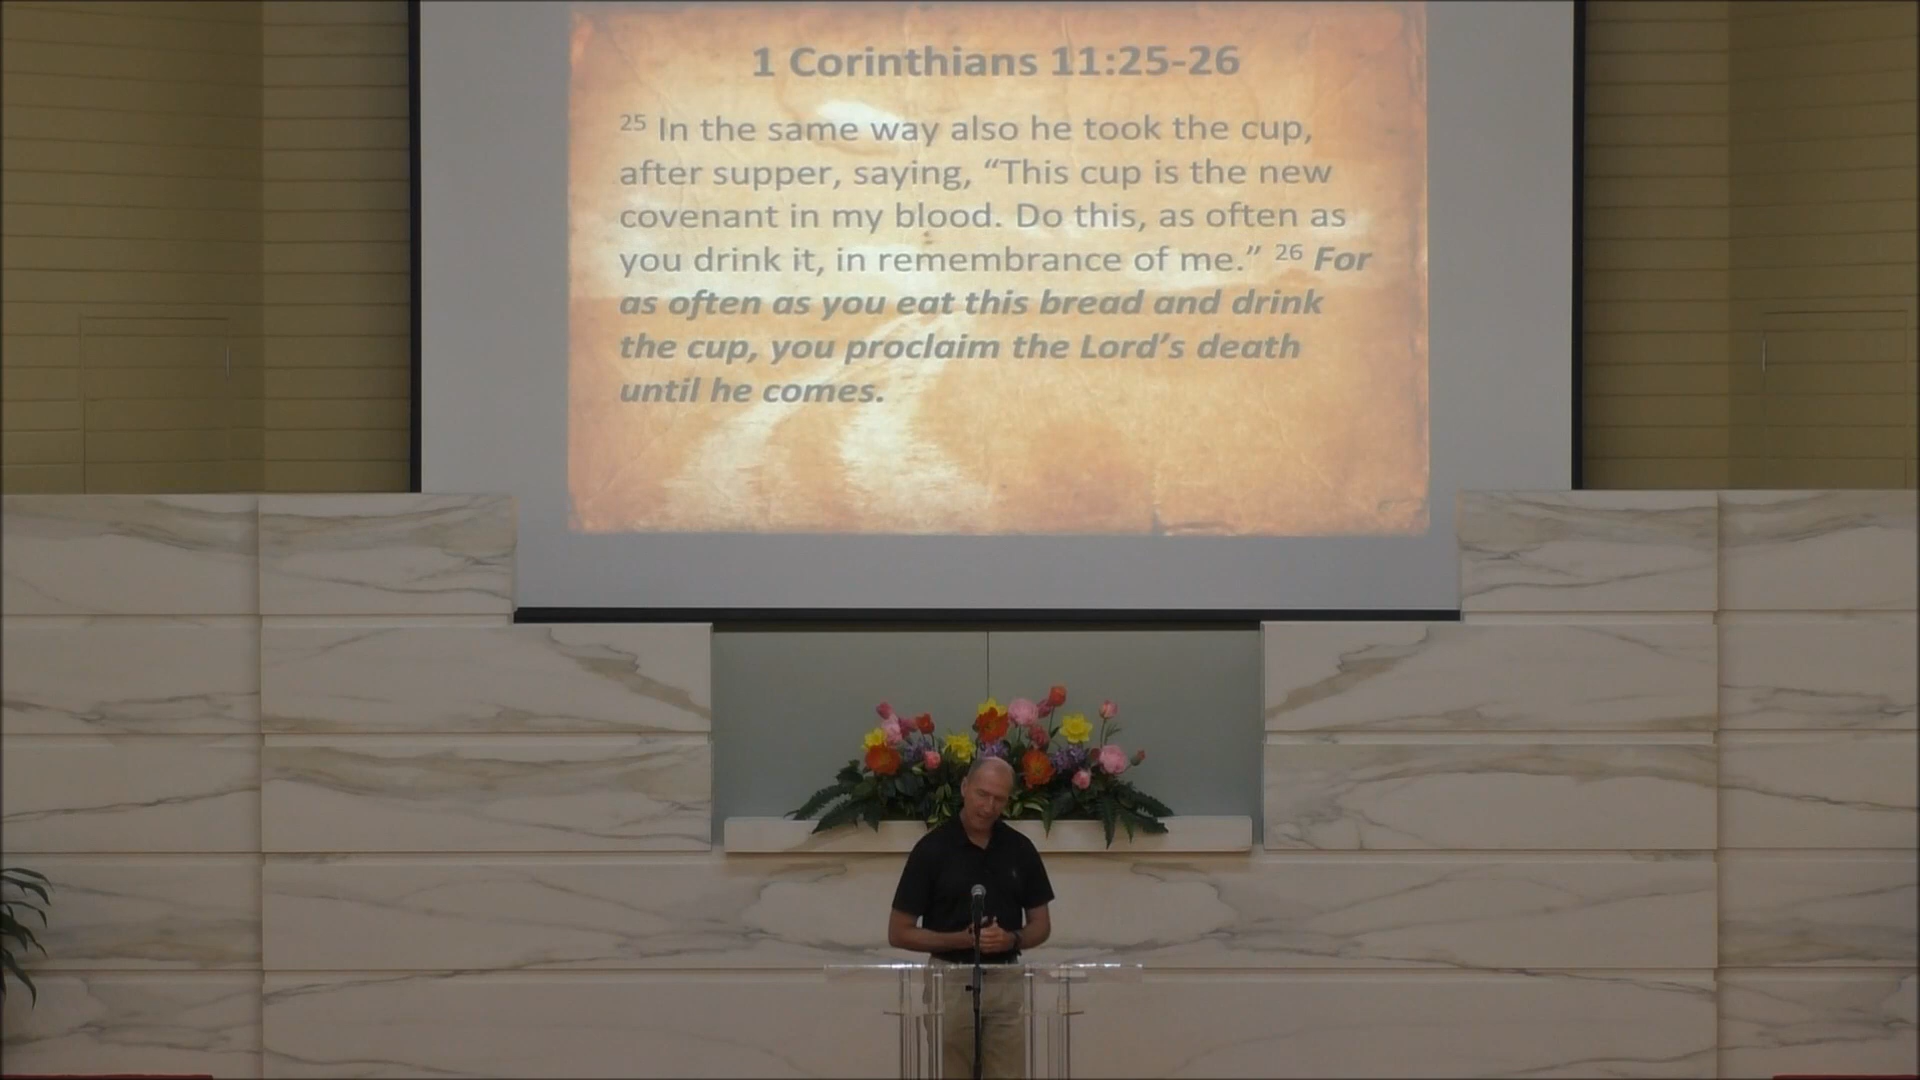 1 Corinthians 11:25-26
25 In the same way also he took the cup,
after supper, saying, “This cup is the new
covenant in my blood. Do this, as often as
you drink it, in remembrance of me.” 26 For
as often as you eat this bread and drink
the cup, you proclaim the Lord’s death
until he comes.